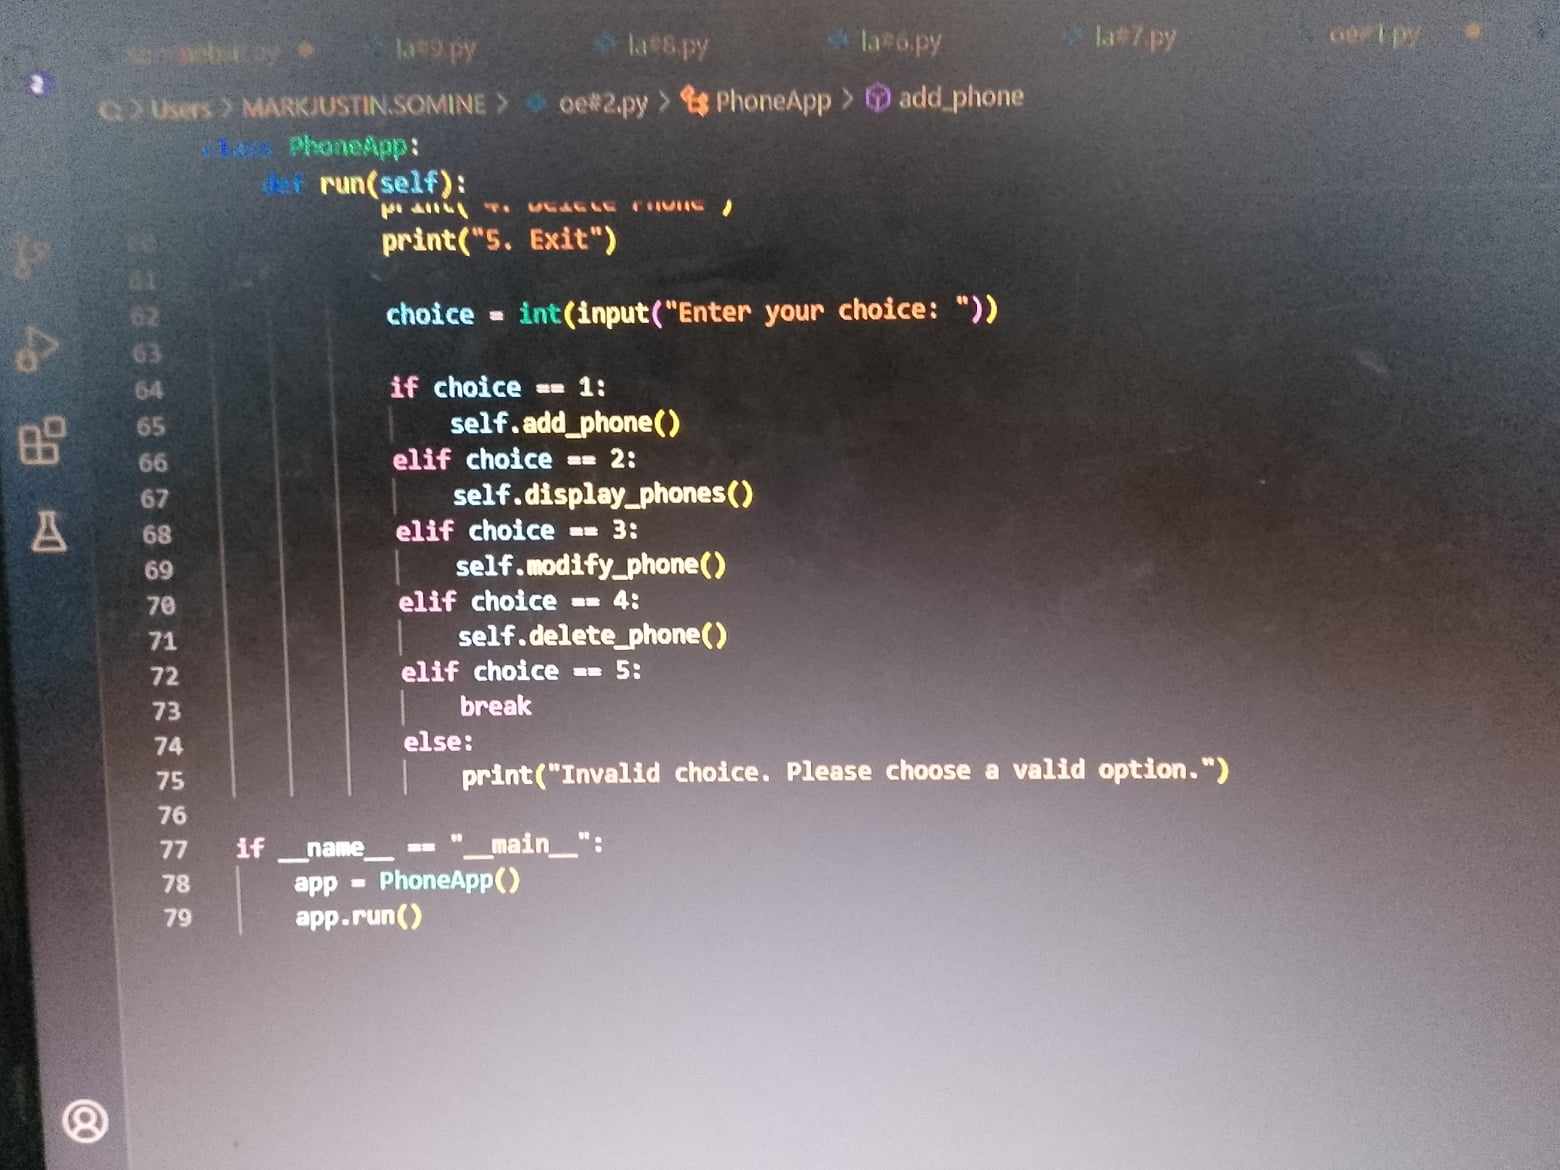 la#9.py la#8.py la#6.py la#7.py oe#1.py
C: > Users > MARKJUSTIN.SOMINE > oe#2.py > PhoneApp > add_phone
class PhoneApp:
def run(self):
print("4. Delete Phone")
print("5. Exit")
61
62 choice = int(input("Enter your choice: "))
63
64 if choice == 1:
65 self.add_phone()
66 elif choice == 2:
67 self.display_phones()
68 elif choice == 3:
69 self.modify_phone()
70 elif choice == 4:
71 self.delete_phone()
72 elif choice == 5:
73 break
74 else:
75 print("Invalid choice. Please choose a valid option.")
76
77 if __name__ == "__main__":
78 app = PhoneApp()
79 app.run()